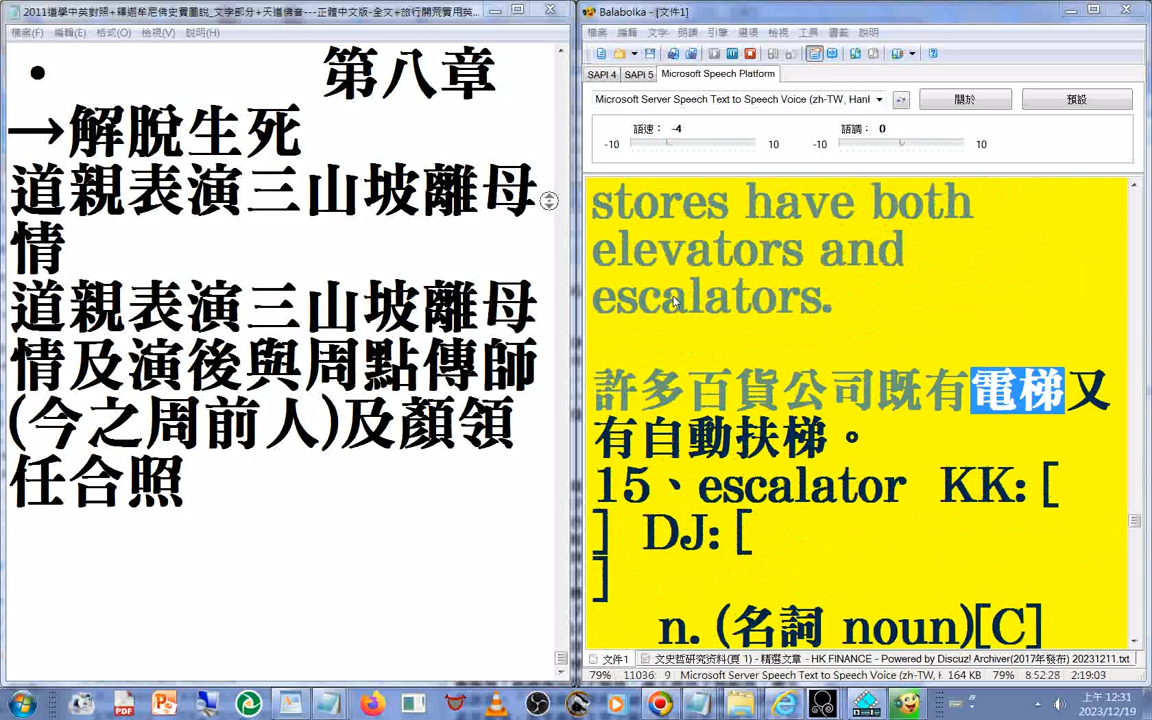 2011道學中英對照+釋迦牟尼佛史實圖說_文字部分+天道佛音---正體中文版-全文+旅行開荒實用英...
檔案(F) 編輯(E) 格式(O) 檢視(V) 說明(H)
• 第八章
→解脫生死
道親表演三山坡離母
情
道親表演三山坡離母
情及演後與周點傳師
(今之周前人)及顏領
任合照
Balabolka - [文件1]
檔案 編輯 文字 朗讀 引擎 選項 檢視 工具 書籤 說明
SAPI 4 SAPI 5 Microsoft Speech Platform
Microsoft Server Speech Text to Speech Voice (zh-TW, Hanl
關於 預設
語速: -4 語調: 0
-10 10 -10 10
stores have both
elevators and
escalators.
許多百貨公司既有電梯又
有自動扶梯。
15、escalator KK: [
] DJ: [
]
n. (名詞 noun)[C]
文件1 文史哲研究资料(頁 1) - 精選文章 - HK FINANCE - Powered by Discuz! Archiver(2017年發布) 20231211.txt
79% 11036: 9 Microsoft Server Speech Text to Speech Voice (zh-TW, H 164 KB 79% 8:52:28 2:19:03
上午 12:31
2023/12/19